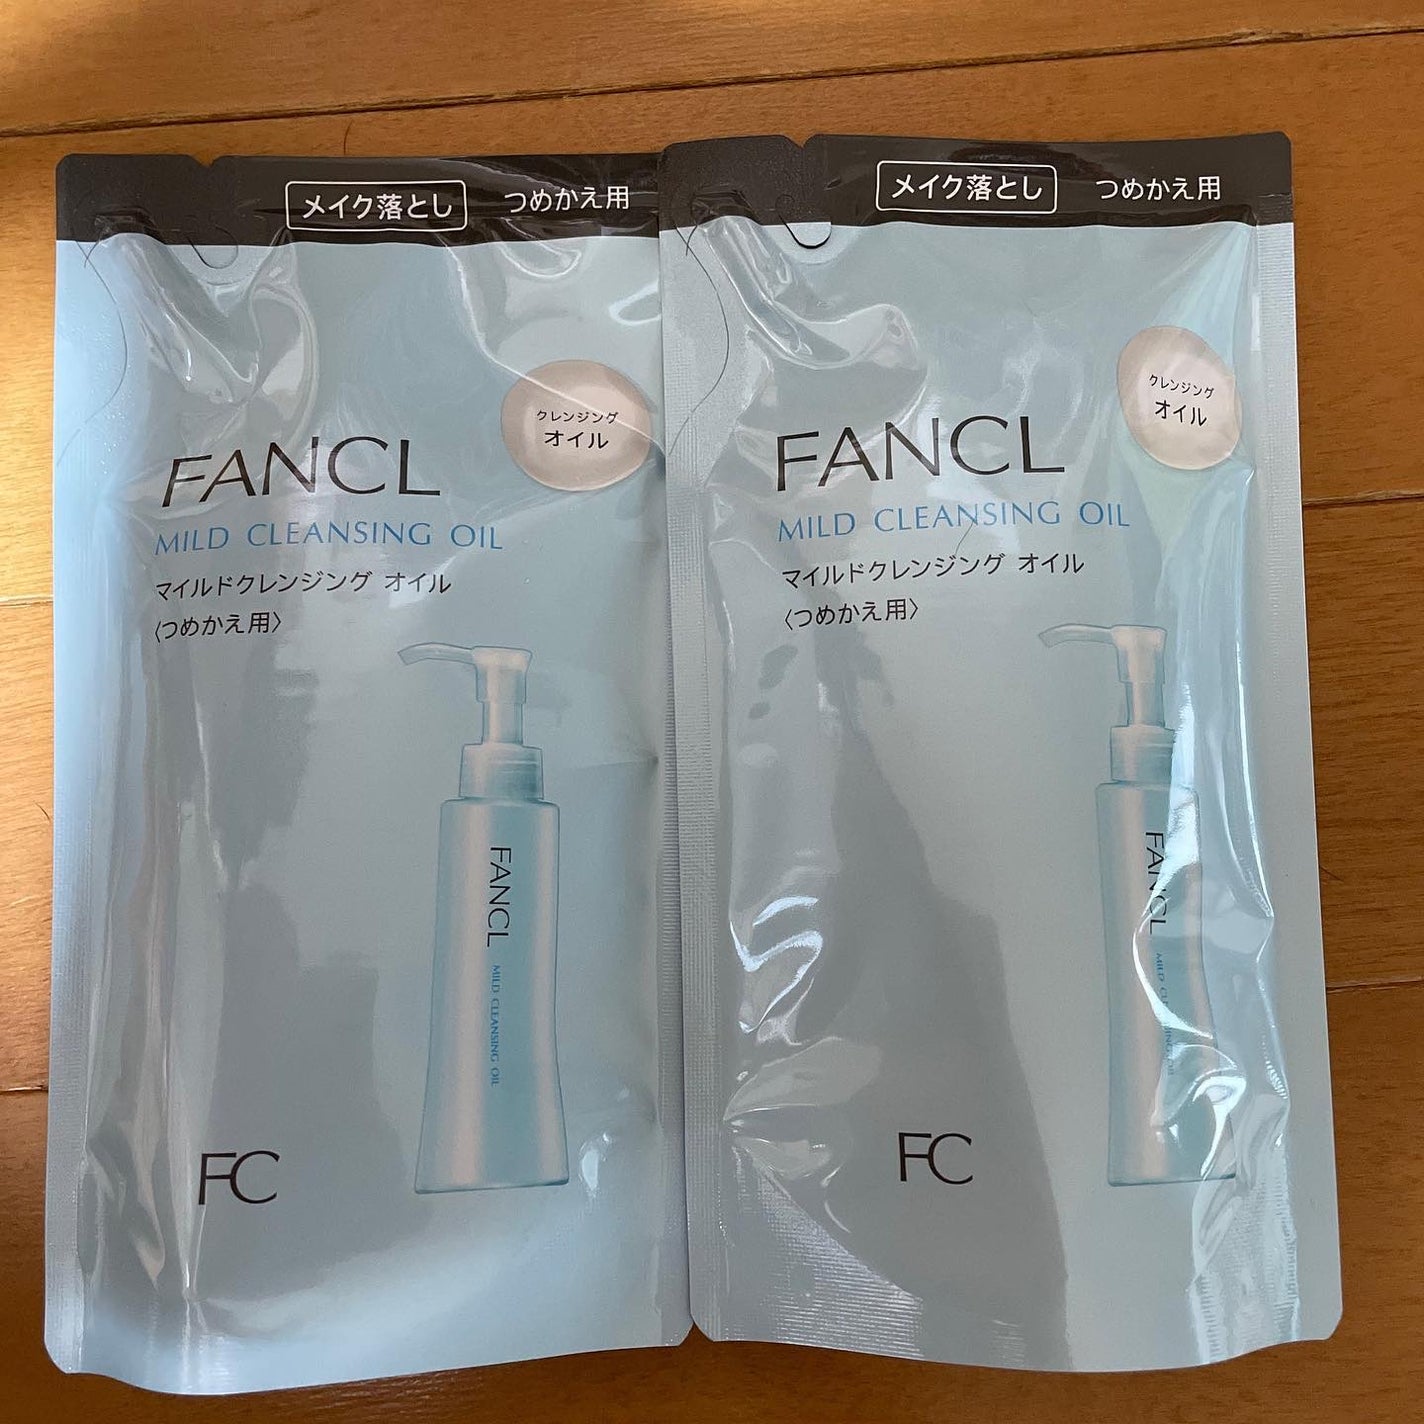 メイク落とし つめかえ用
クレンジング
オイル
FANCL
MILD CLEANSING OIL
マイルドクレンジング オイル
〈つめかえ用〉
FANCL
MILD CLEANSING OIL
FC
メイク落とし つめかえ用
クレンジング
オイル
FANCL
MILD CLEANSING OIL
マイルドクレンジング オイル
〈つめかえ用〉
FANCL
MILD CLEANSING OIL
FC